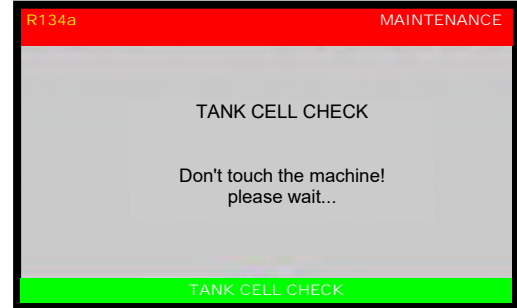 R134a MAINTENANCE
TANK CELL CHECK
Don't touch the machine!
please wait...
TANK CELL CHECK